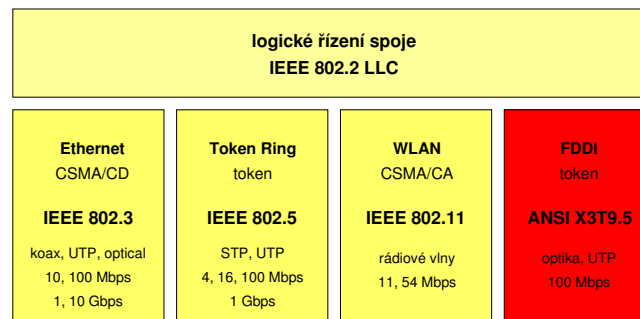 logické řízení spoje
IEEE 802.2 LLC
Ethernet
CSMA/CD
IEEE 802.3
koax, UTP, optical
10, 100 Mbps
1, 10 Gbps
Token Ring
token
IEEE 802.5
STP, UTP
4, 16, 100 Mbps
1 Gbps
WLAN
CSMA/CA
IEEE 802.11
rádiové vlny
11, 54 Mbps
FDDI
token
ANSI X3T9.5
optika, UTP
100 Mbps